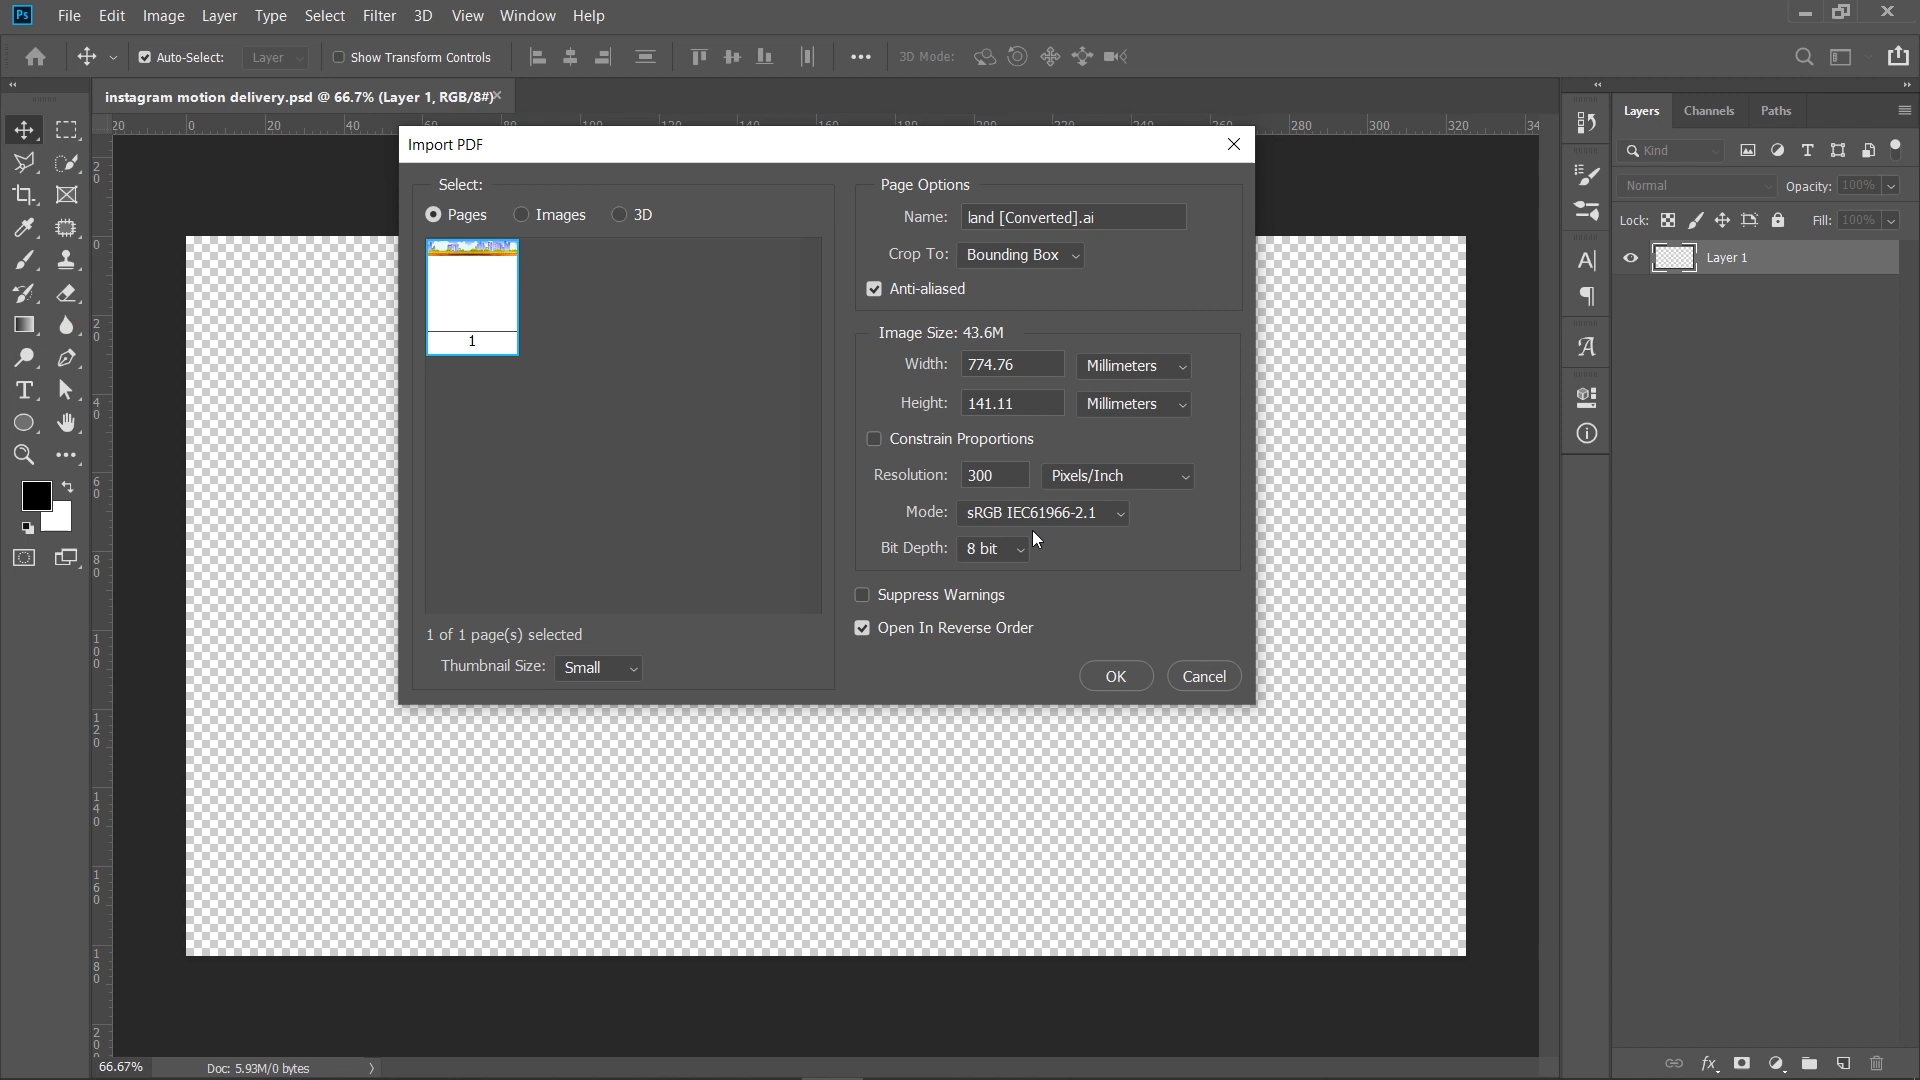 Ps File Edit Image Layer Type Select Filter 3D View Window Help
Auto-Select: Layer Show Transform Controls 3D Mode:
instagram motion delivery.psd @ 66.7% (Layer 1, RGB/8#)
Import PDF
Select:
Pages Images 3D
1
1 of 1 page(s) selected
Thumbnail Size: Small
Page Options
Name: land [Converted].ai
Crop To: Bounding Box
Anti-aliased
Image Size: 43.6M
Width: 774.76 Millimeters
Height: 141.11 Millimeters
Constrain Proportions
Resolution: 300 Pixels/Inch
Mode: sRGB IEC61966-2.1
Bit Depth: 8 bit
Suppress Warnings
Open In Reverse Order
OK Cancel
Layers Channels Paths
Kind
Normal Opacity: 100%
Lock: Fill: 100%
Layer 1
66.67% Doc: 5.93M/0 bytes